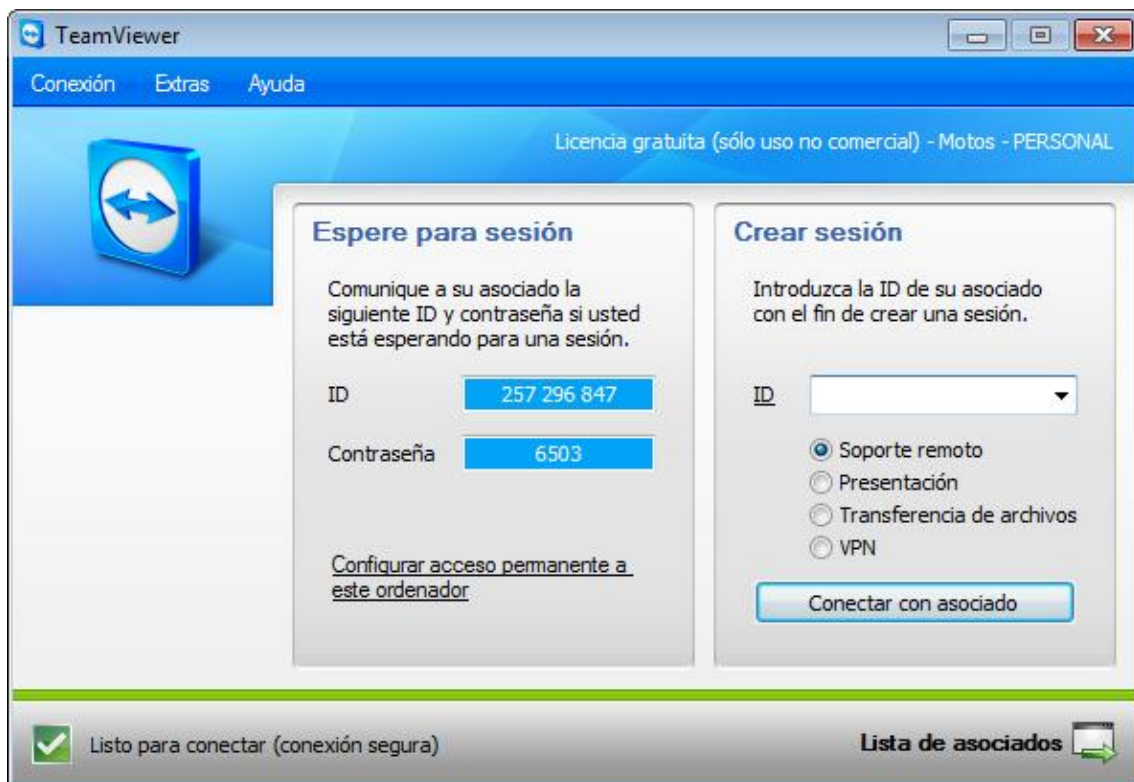 TeamViewer
Conexión Extras Ayuda
Licencia gratuita (sólo uso no comercial) - Motos - PERSONAL
Espere para sesión
Comunique a su asociado la
siguiente ID y contraseña si usted
está esperando para una sesión.
ID 257 296 847
Contraseña 6503
Configurar acceso permanente a
este ordenador
Crear sesión
Introduzca la ID de su asociado
con el fin de crear una sesión.
ID
Soporte remoto
Presentación
Transferencia de archivos
VPN
Conectar con asociado
Listo para conectar (conexión segura)
Lista de asociados